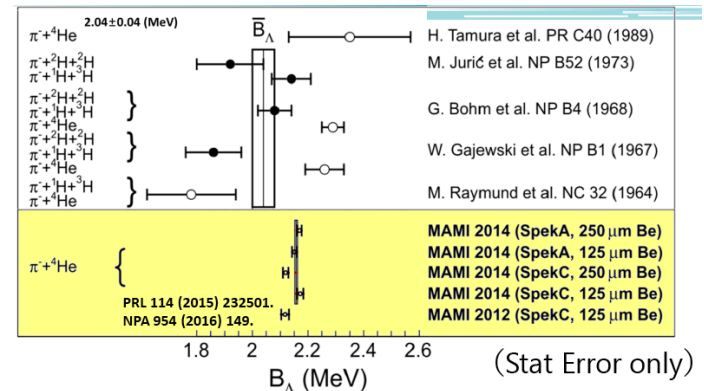 2.04±0.04 (MeV)
B̅_Λ
π⁻+⁴He
H. Tamura et al. PR C40 (1989)
π⁻+²H+²H
π⁻+¹H+³H
M. Jurić et al. NP B52 (1973)
π⁻+²H+²H
π⁻+¹H+³H
π⁻+⁴He
}
G. Bohm et al. NP B4 (1968)
π⁻+²H+²H
π⁻+¹H+³H
π⁻+⁴He
}
W. Gajewski et al. NP B1 (1967)
π⁻+¹H+³H
π⁻+⁴He
}
M. Raymund et al. NC 32 (1964)
π⁻+⁴He
{
MAMI 2014 (SpekA, 250 μm Be)
MAMI 2014 (SpekA, 125 μm Be)
MAMI 2014 (SpekC, 250 μm Be)
MAMI 2014 (SpekC, 125 μm Be)
MAMI 2012 (SpekC, 125 μm Be)
PRL 114 (2015) 232501.
NPA 954 (2016) 149.
1.8 2 2.2 2.4 2.6
B_Λ (MeV)
(Stat Error only)